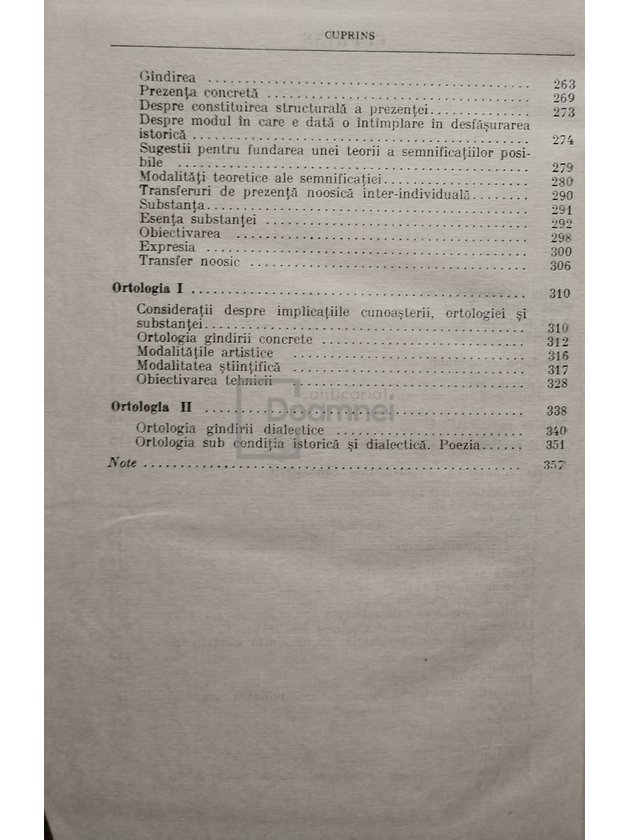 CUPRINS
Gîndirea ........ 263
Prezența concretă ........ 269
Despre constituirea structurală a prezenței ........ 273
Despre modul în care e dată o întîmplare în desfășurarea
istorică ........ 274
Sugestii pentru fundarea unei teorii a semnificațiilor posi-
bile ........ 279
Modalități teoretice ale semnificației ........ 280
Transferuri de prezență noosică inter-individuală ........ 290
Substanța ........ 291
Esența substanței ........ 292
Obiectivarea ........ 298
Expresia ........ 300
Transfer noosic ........ 306
Ortologia I ........ 310
Considerații despre implicațiile cunoașterii, ortologiei și
substanței ........ 310
Ortologia gîndirii concrete ........ 312
Modalitățile artistice ........ 316
Modalitatea științifică ........ 317
Obiectivarea tehnicii ........ 328
anticariat
Doamnei
Ortologia II ........ 338
Ortologia gîndirii dialectice ........ 340
Ortologia sub condiția istorică și dialectică. Poezia ........ 351
Note ........ 357